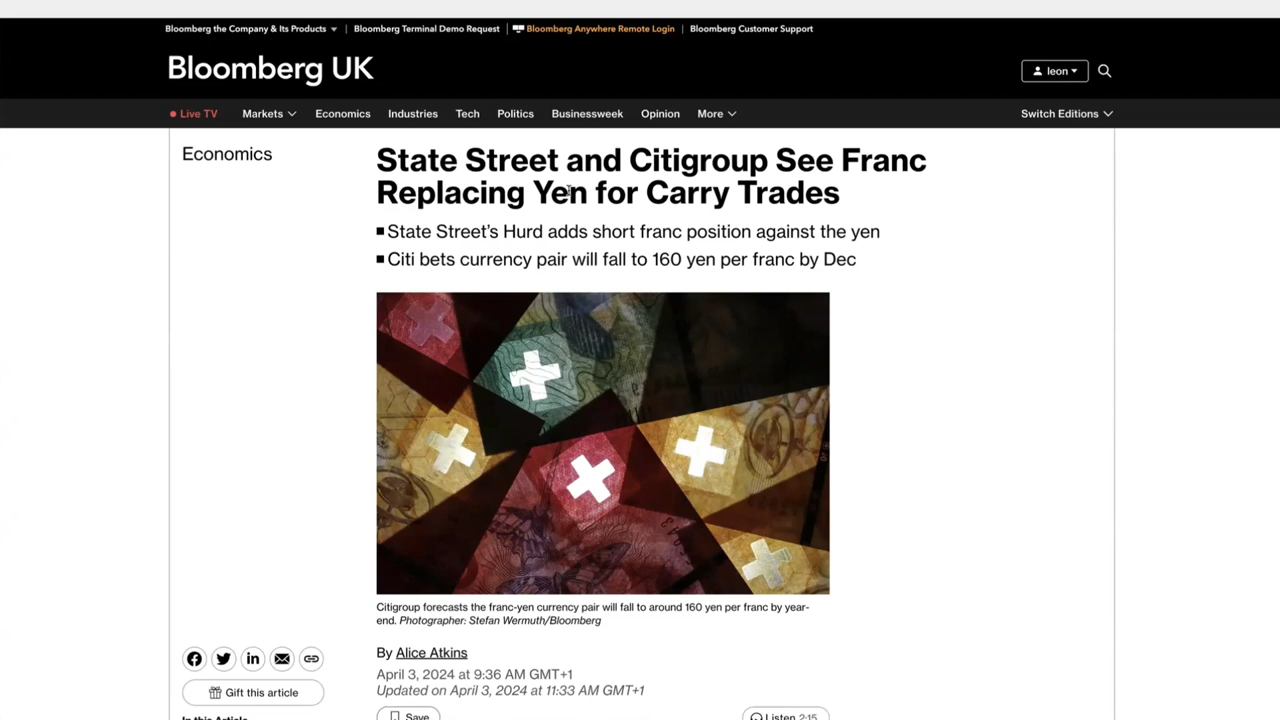 Bloomberg the Company & Its Products
Bloomberg Terminal Demo Request
Bloomberg Anywhere Remote Login
Bloomberg Customer Support
Bloomberg UK
leon
Live TV
Markets
Economics
Industries
Tech
Politics
Businessweek
Opinion
More
Switch Editions
Economics
State Street and Citigroup See Franc
Replacing Yen for Carry Trades
State Street's Hurd adds short franc position against the yen
Citi bets currency pair will fall to 160 yen per franc by Dec
Citigroup forecasts the franc-yen currency pair will fall to around 160 yen per franc by year-
end. Photographer: Stefan Wermuth/Bloomberg
By Alice Atkins
April 3, 2024 at 9:36 AM GMT+1
Updated on April 3, 2024 at 11:33 AM GMT+1
Gift this article
Save
Listen 2:15
In this Article